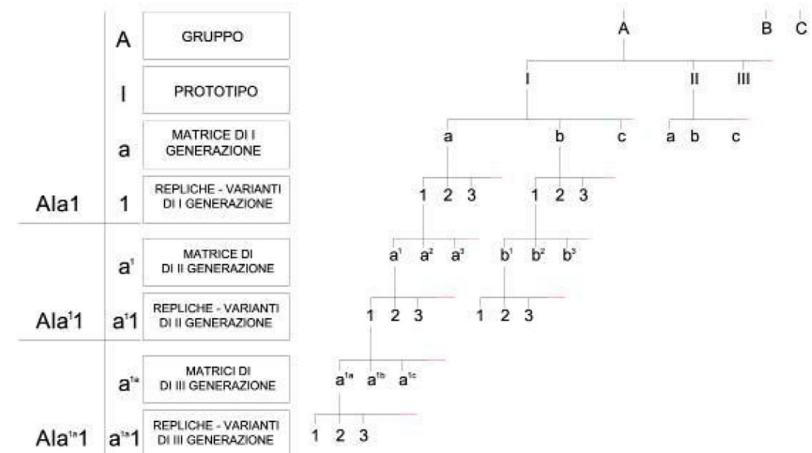 A GRUPPO A B C
I PROTOTIPO I II III
a MATRICE DI I
GENERAZIONE a b c a b c
AIa1 1 REPLICHE - VARIANTI
DI I GENERAZIONE 1 2 3 1 2 3
a¹ MATRICE DI
DI II GENERAZIONE a¹ a² a³ b¹ b² b³
AIa¹1 a¹1 REPLICHE - VARIANTI
DI II GENERAZIONE 1 2 3 1 2 3
a¹ᵃ MATRICI DI
DI III GENERAZIONE a¹ᵃ a¹ᵇ a¹ᶜ
AIa¹ᵃ1 a¹ᵃ1 REPLICHE - VARIANTI
DI III GENERAZIONE 1 2 3